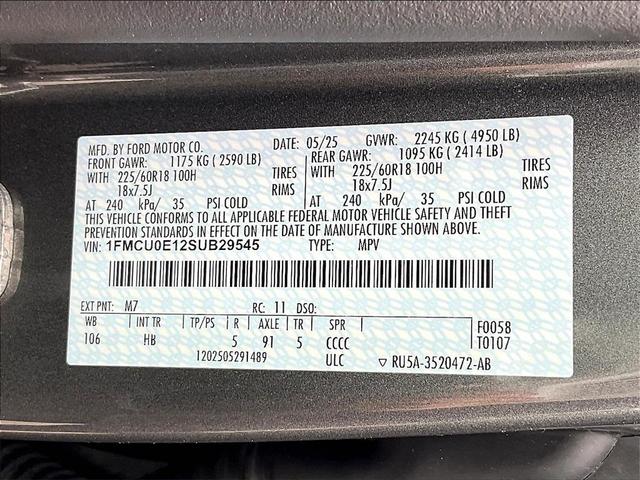 MFD. BY FORD MOTOR CO. DATE: 05/25 GVWR: 2245 KG ( 4950 LB)
FRONT GAWR: 1175 KG ( 2590 LB) REAR GAWR: 1095 KG ( 2414 LB)
WITH 225/60R18 100H TIRES WITH 225/60R18 100H TIRES
18x7.5J RIMS 18x7.5J RIMS
AT 240 kPa/ 35 PSI COLD AT 240 kPa/ 35 PSI COLD
THIS VEHICLE CONFORMS TO ALL APPLICABLE FEDERAL MOTOR VEHICLE SAFETY AND THEFT
PREVENTION STANDARDS IN EFFECT ON THE DATE OF MANUFACTURE SHOWN ABOVE.
VIN: 1FMCU0E12SUB29545 TYPE: MPV
EXT PNT: M7 RC: 11 DSO: F0058
WB INT TR TP/PS R AXLE TR SPR T0107
106 HB 5 91 5 CCCC
1202505291489 ULC ▽ RU5A-3520472-AB